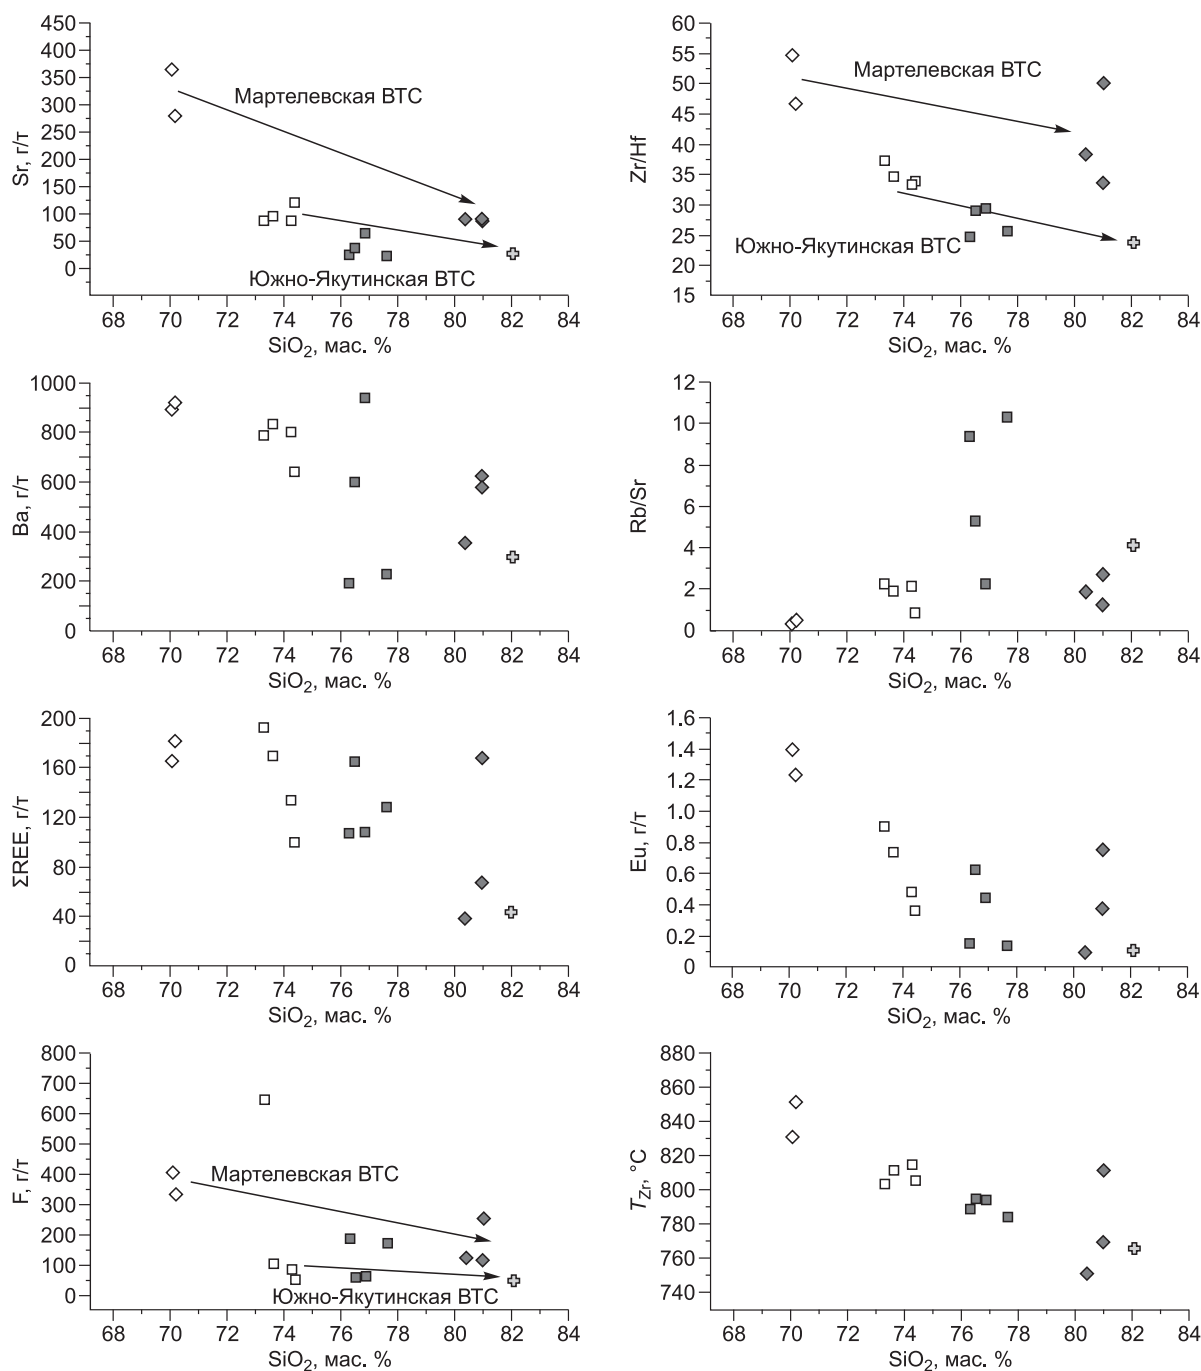 450
400
350
300
250
200
150
100
50
0
Sr, г/т
Мартелевская ВТС
Южно-Якутинская ВТС
68 70 72 74 76 78 80 82 84
SiO₂, мас. %
60
55
50
45
40
35
30
25
20
15
Zr/Hf
Мартелевская ВТС
Южно-Якутинская ВТС
68 70 72 74 76 78 80 82 84
SiO₂, мас. %
1000
800
600
400
200
0
Ba, г/т
68 70 72 74 76 78 80 82 84
SiO₂, мас. %
12
10
8
6
4
2
0
Rb/Sr
68 70 72 74 76 78 80 82 84
SiO₂, мас. %
200
160
120
80
40
0
ΣREE, г/т
68 70 72 74 76 78 80 82 84
SiO₂, мас. %
1.6
1.4
1.2
1.0
0.8
0.6
0.4
0.2
0
Eu, г/т
68 70 72 74 76 78 80 82 84
SiO₂, мас. %
800
700
600
500
400
300
200
100
0
F, г/т
Мартелевская ВТС
Южно-Якутинская ВТС
68 70 72 74 76 78 80 82 84
SiO₂, мас. %
880
860
840
820
800
780
760
740
T_Zr, °C
68 70 72 74 76 78 80 82 84
SiO₂, мас. %